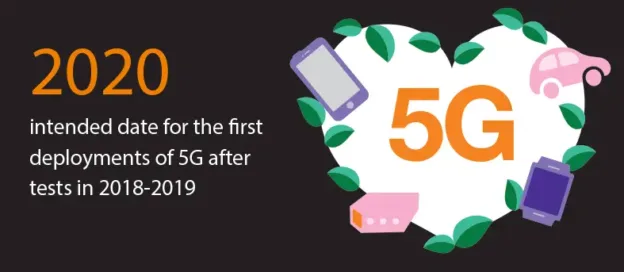 2020
intended date for the first
deployments of 5G after
tests in 2018-2019
5G